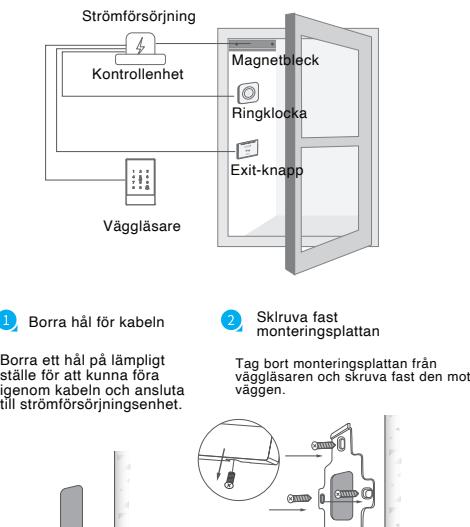 Strömförsörjning
Kontrollenhet
Magnetbleck
Ringklocka
Exit-knapp
Väggläsare
1 Borra hål för kabeln
Borra ett hål på lämpligt
ställe för att kunna föra
igenom kabeln och ansluta
till strömförsörjningsenhet.
2 Sklruva fast
monteringsplattan
Tag bort monteringsplattan från
väggläsaren och skruva fast den mot
väggen.